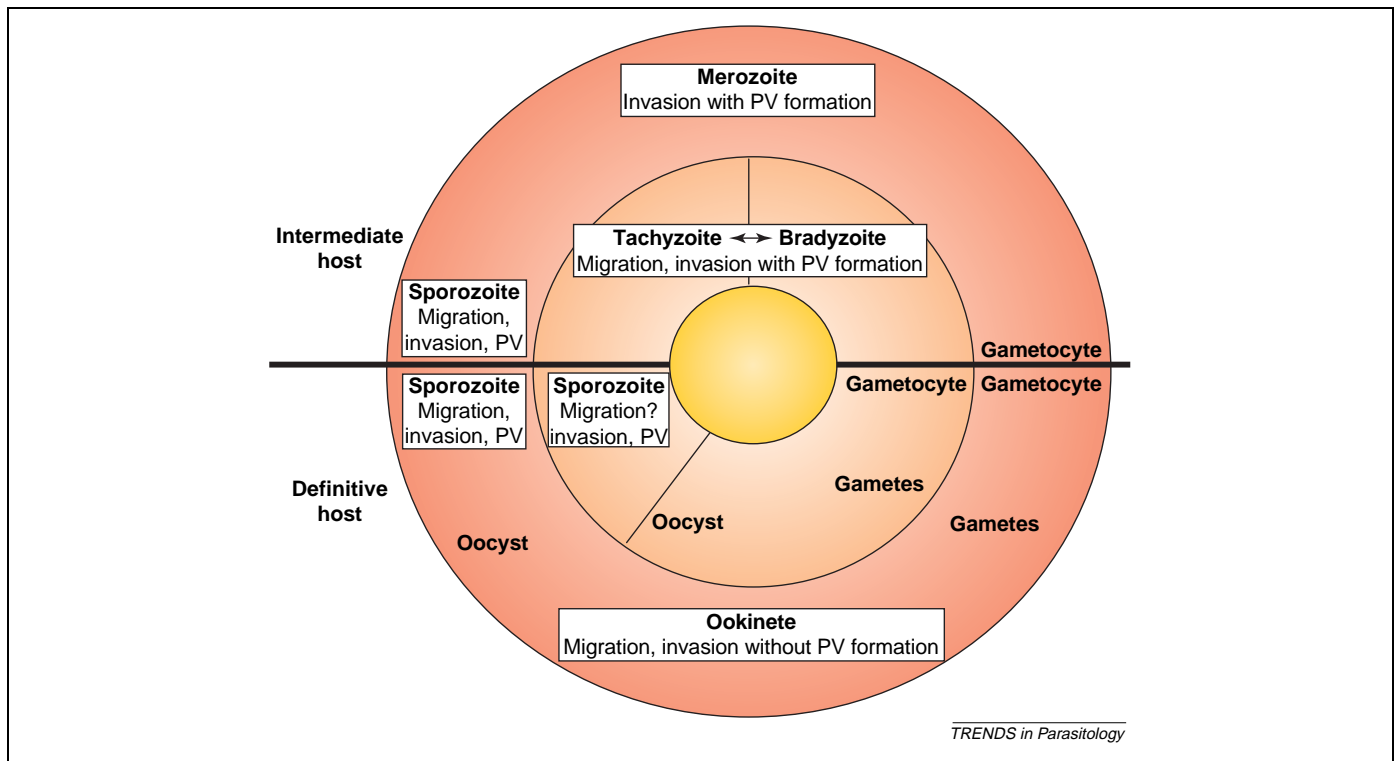 Merozoite
Invasion with PV formation
Intermediate
host
Tachyzoite ↔ Bradyzoite
Migration, invasion with PV formation
Sporozoite
Migration,
invasion, PV
Gametocyte
Sporozoite
Migration,
invasion, PV
Sporozoite
Migration?
invasion, PV
Gametocyte
Gametocyte
Definitive
host
Gametes
Gametes
Oocyst
Oocyst
Ookinete
Migration, invasion without PV formation
TRENDS in Parasitology